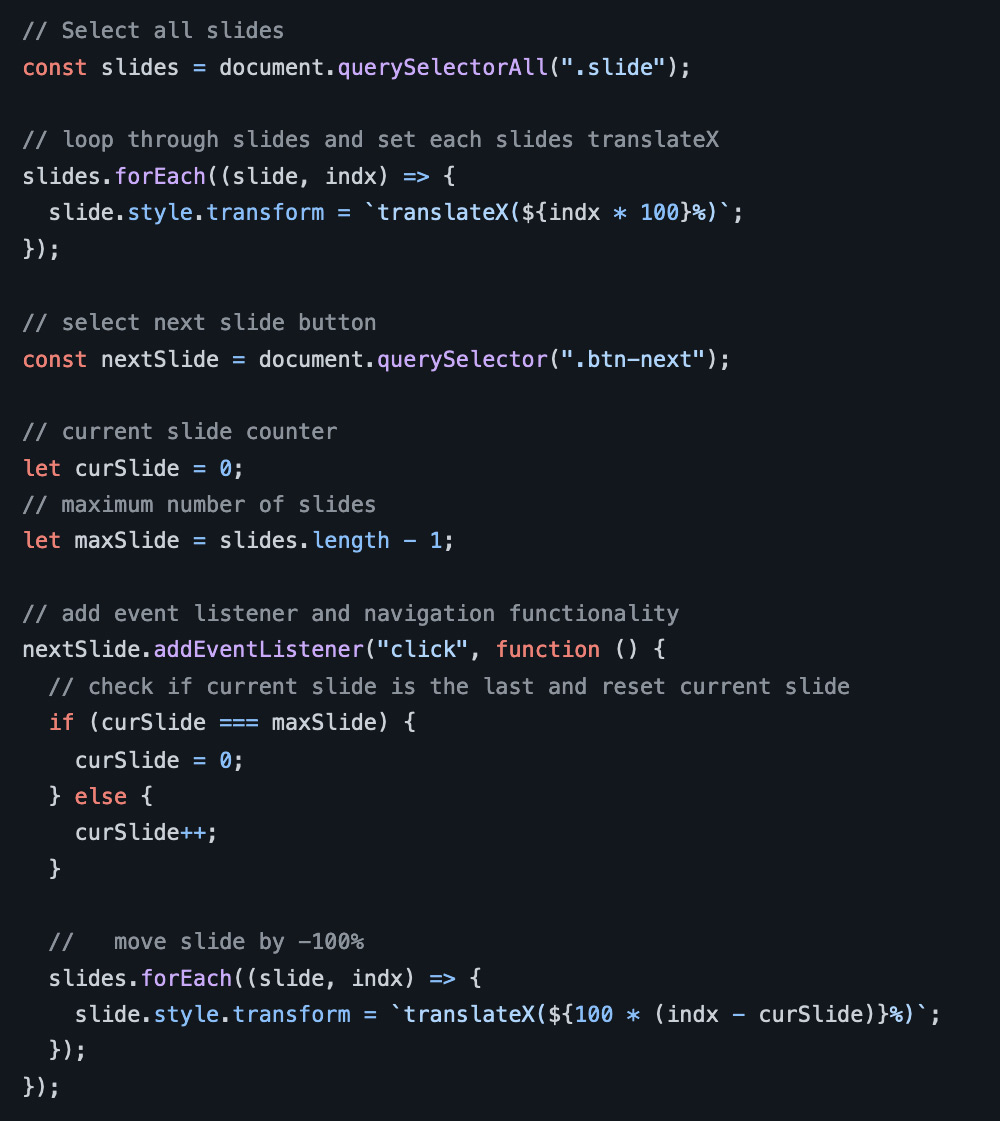 // Select all slides
const slides = document.querySelectorAll(".slide");
// loop through slides and set each slides translateX
slides.forEach((slide, indx) => {
  slide.style.transform = `translateX(${indx * 100}%)`;
});
// select next slide button
const nextSlide = document.querySelector(".btn-next");
// current slide counter
let curSlide = 0;
// maximum number of slides
let maxSlide = slides.length - 1;
// add event listener and navigation functionality
nextSlide.addEventListener("click", function () {
  // check if current slide is the last and reset current slide
  if (curSlide === maxSlide) {
    curSlide = 0;
  } else {
    curSlide++;
  }
  //   move slide by -100%
  slides.forEach((slide, indx) => {
    slide.style.transform = `translateX(${100 * (indx - curSlide)}%)`;
  });
});